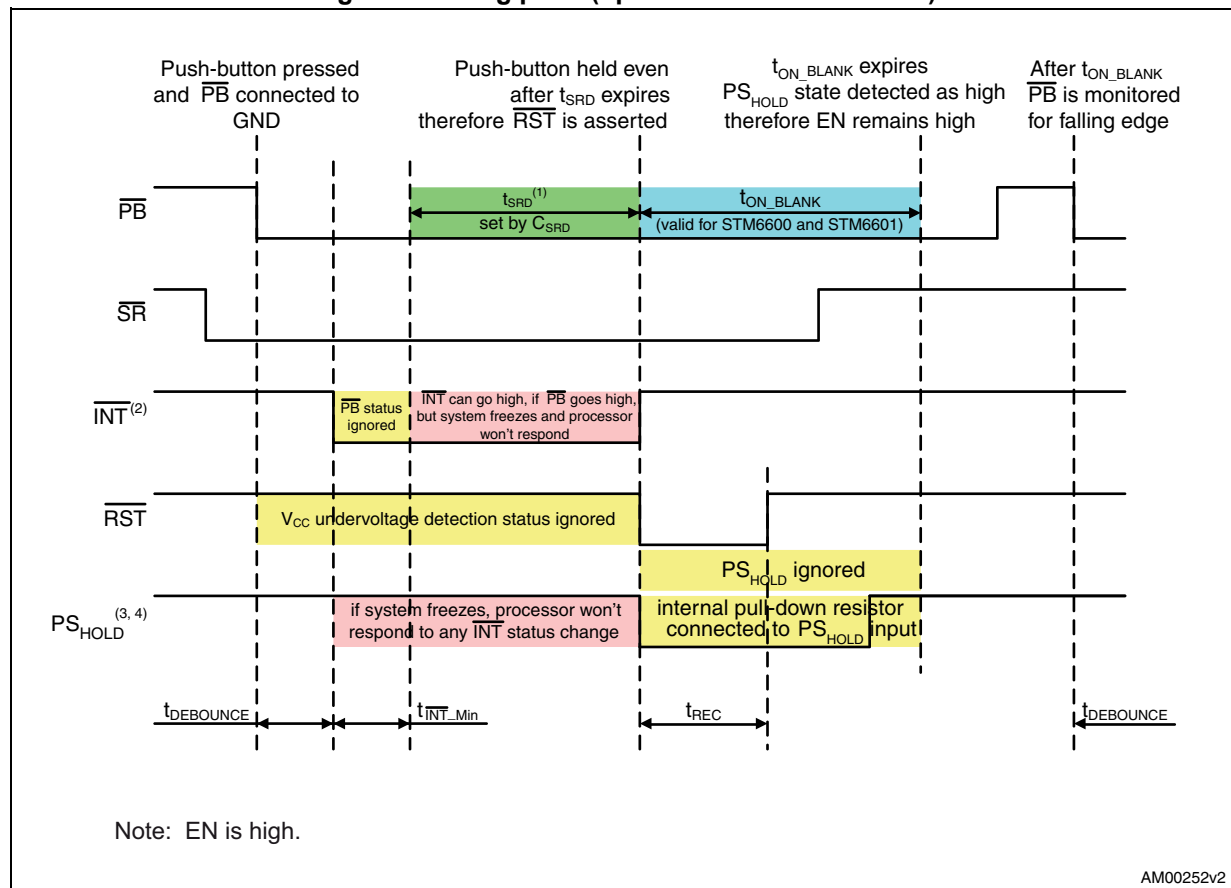 Push-button pressed
and PB connected to
GND
Push-button held even
after tSRD expires
therefore RST is asserted
tON_BLANK expires
PSHOLD state detected as high
therefore EN remains high
After tON_BLANK
PB is monitored
for falling edge
PB
tSRD(1)
set by CSRD
tON_BLANK
(valid for STM6600 and STM6601)
SR
INT(2)
PB status
ignored
INT can go high, if PB goes high,
but system freezes and processor
won't respond
RST
VCC undervoltage detection status ignored
PSHOLD ignored
PSHOLD(3, 4)
if system freezes, processor won't
respond to any INT status change
internal pull-down resistor
connected to PSHOLD input
tDEBOUNCE
tINT_Min
tREC
tDEBOUNCE
Note: EN is high.
AM00252v2